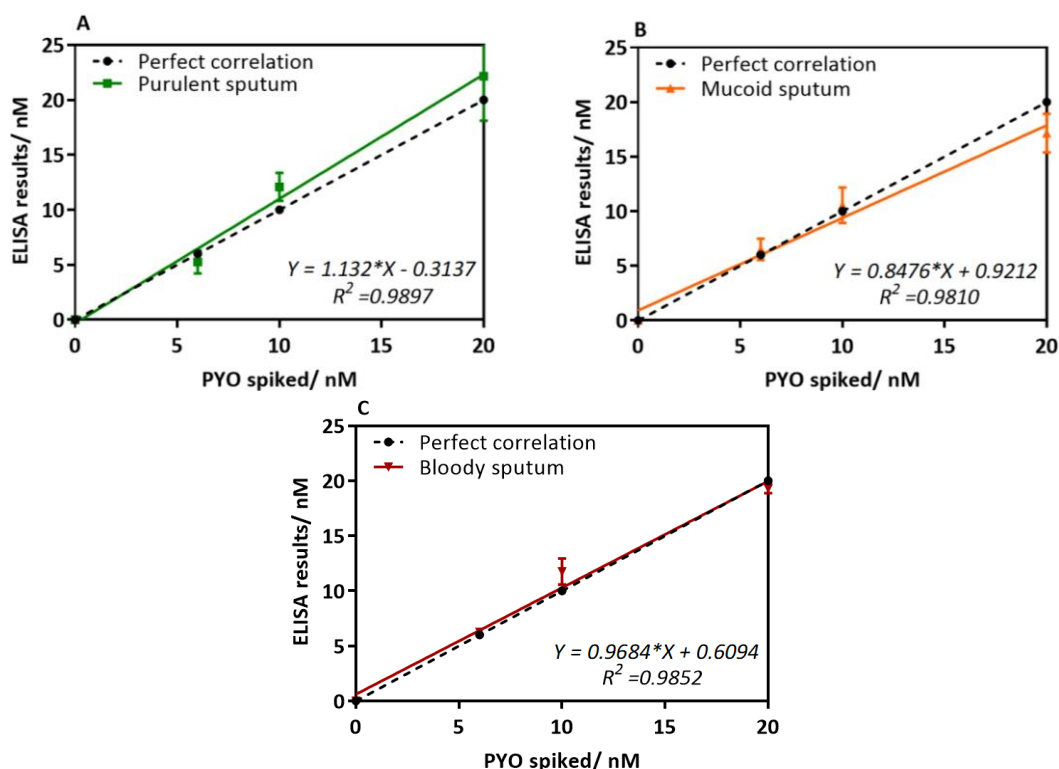 A
25
20
15
10
5
0
ELISA results/ nM
Perfect correlation
Purulent sputum
Y = 1.132*X - 0.3137
R² =0.9897
0 5 10 15 20
PYO spiked/ nM
B
25
20
15
10
5
0
ELISA results/ nM
Perfect correlation
Mucoid sputum
Y = 0.8476*X + 0.9212
R² =0.9810
0 5 10 15 20
PYO spiked/ nM
C
25
20
15
10
5
0
ELISA results/ nM
Perfect correlation
Bloody sputum
Y = 0.9684*X + 0.6094
R² =0.9852
0 5 10 15 20
PYO spiked/ nM